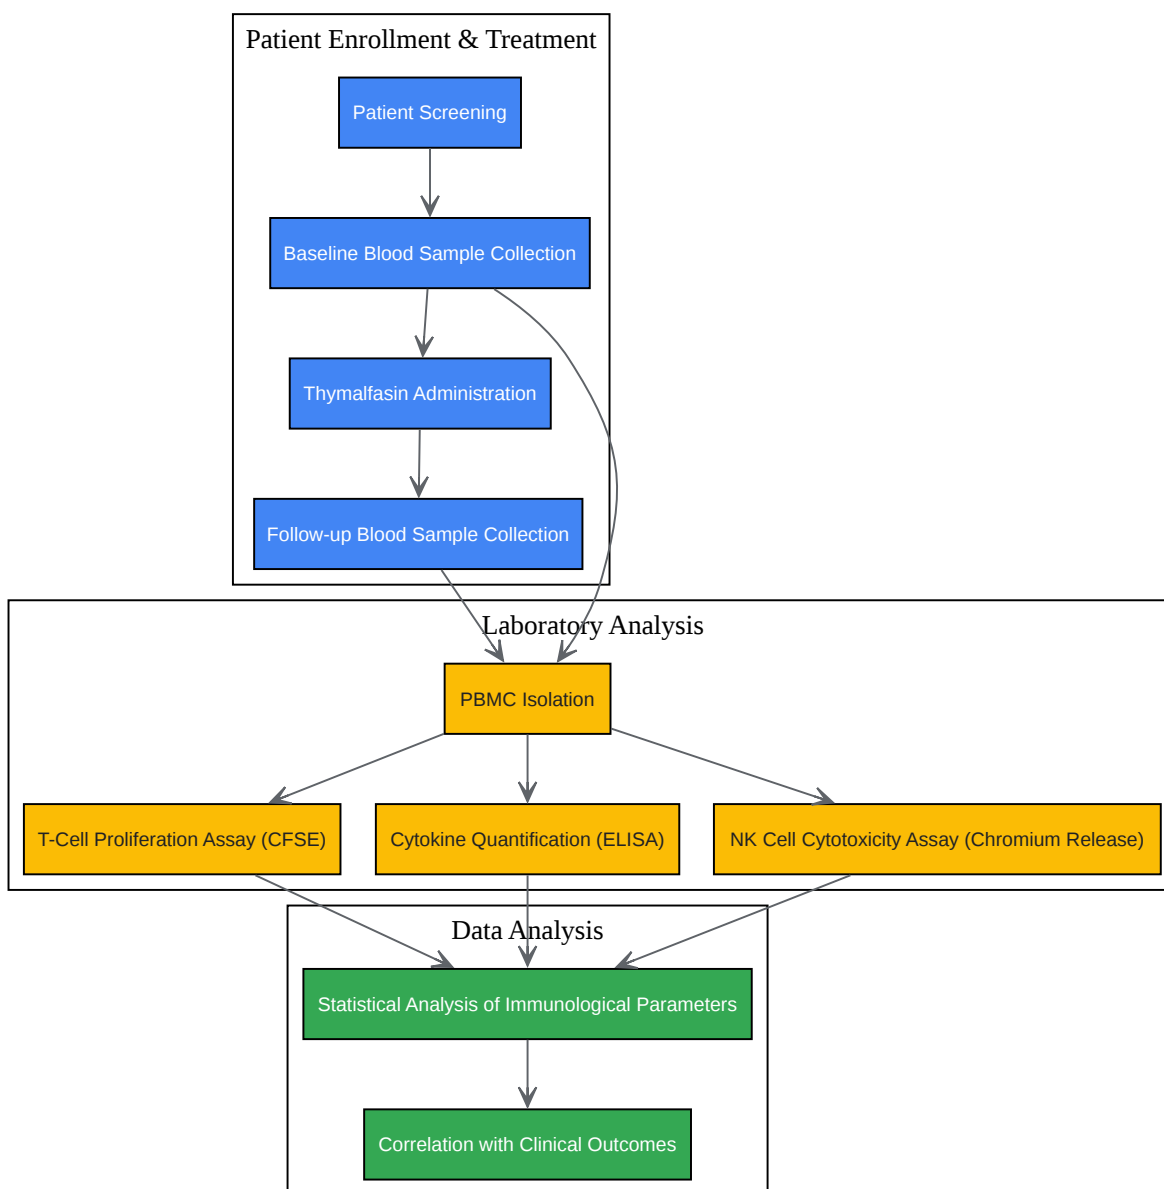 Patient Enrollment & Treatment
Patient Screening
Baseline Blood Sample Collection
Thymalfasin Administration
Follow-up Blood Sample Collection
Laboratory Analysis
PBMC Isolation
T-Cell Proliferation Assay (CFSE)
Cytokine Quantification (ELISA)
NK Cell Cytotoxicity Assay (Chromium Release)
Data Analysis
Statistical Analysis of Immunological Parameters
Correlation with Clinical Outcomes